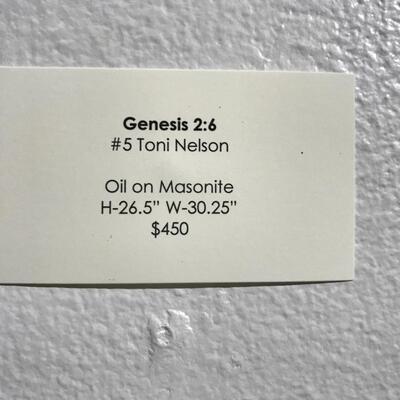 Genesis 2:6
#5 Toni Nelson
Oil on Masonite
H-26.5” W-30.25”
$450